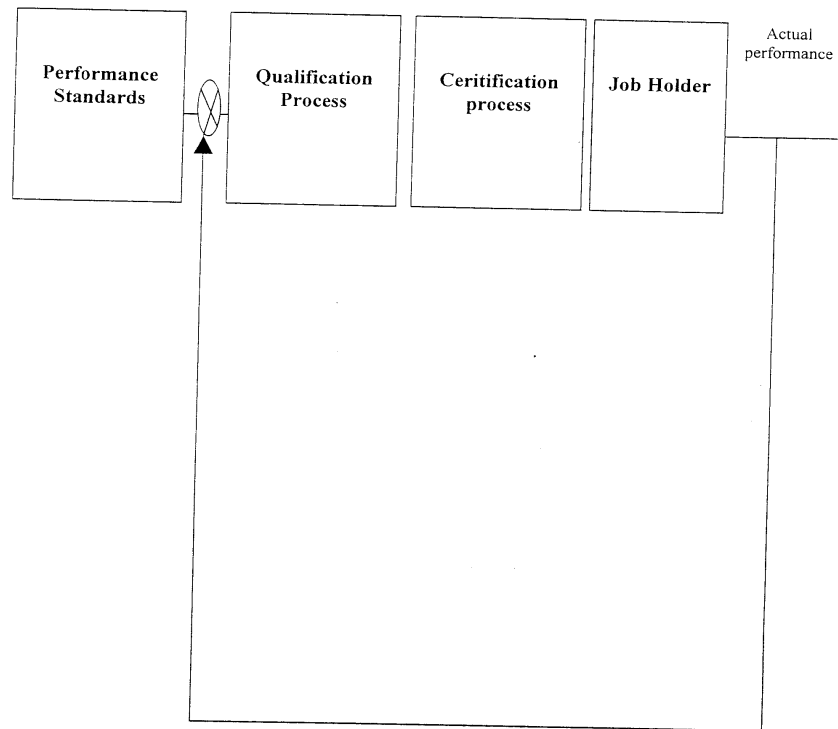 Performance
Standards
Qualification
Process
Ceritification
process
Job Holder
Actual
performance